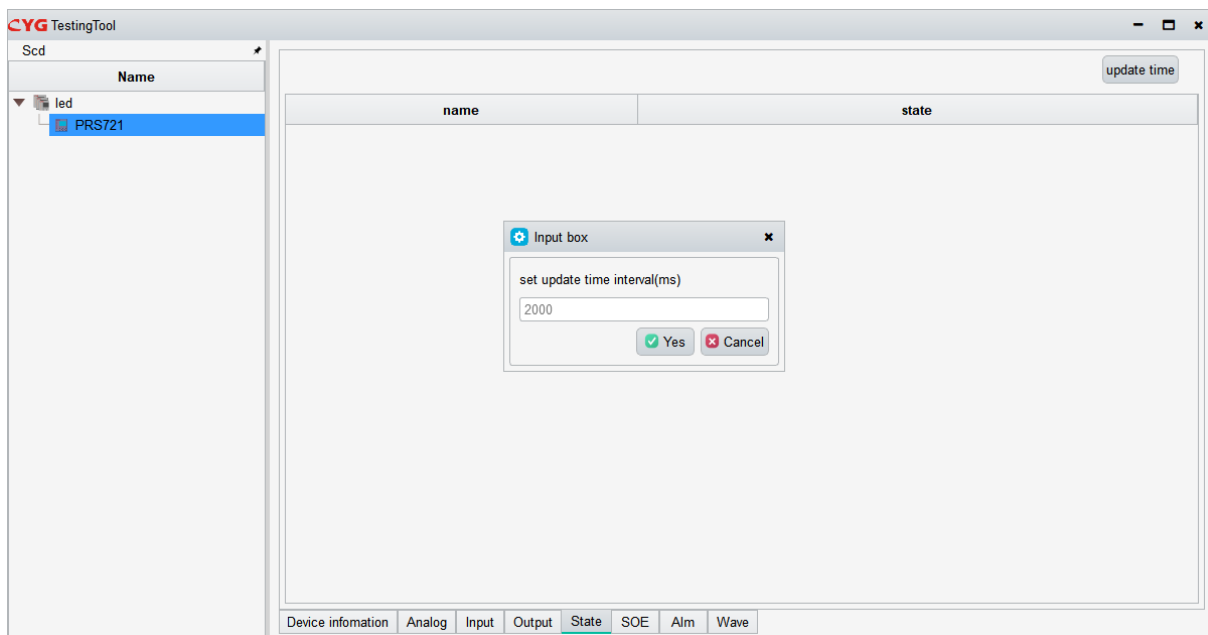 CYG TestingTool
Scd
Name
led
PRS721
update time
name state
Input box
set update time interval(ms)
2000
Yes Cancel
Device infomation Analog Input Output State SOE Alm Wave